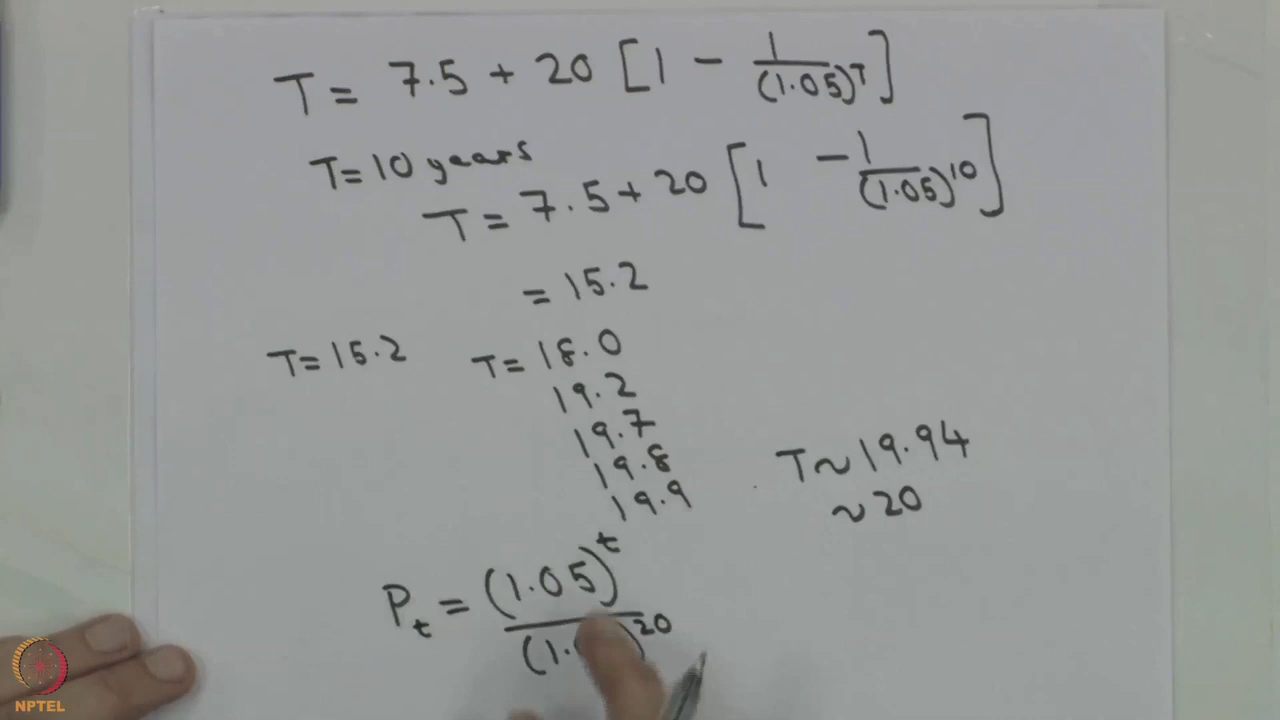 T = 7.5 + 20 [1 - 1/(1.05)^T]
T = 10 years
T = 7.5 + 20 [1 - 1/(1.05)^10]
= 15.2
T = 15.2 T = 18.0
19.2
19.7
19.8
19.9
T ~ 19.94
~ 20
P_t = (1.05)^t
(1. )^20
NPTEL